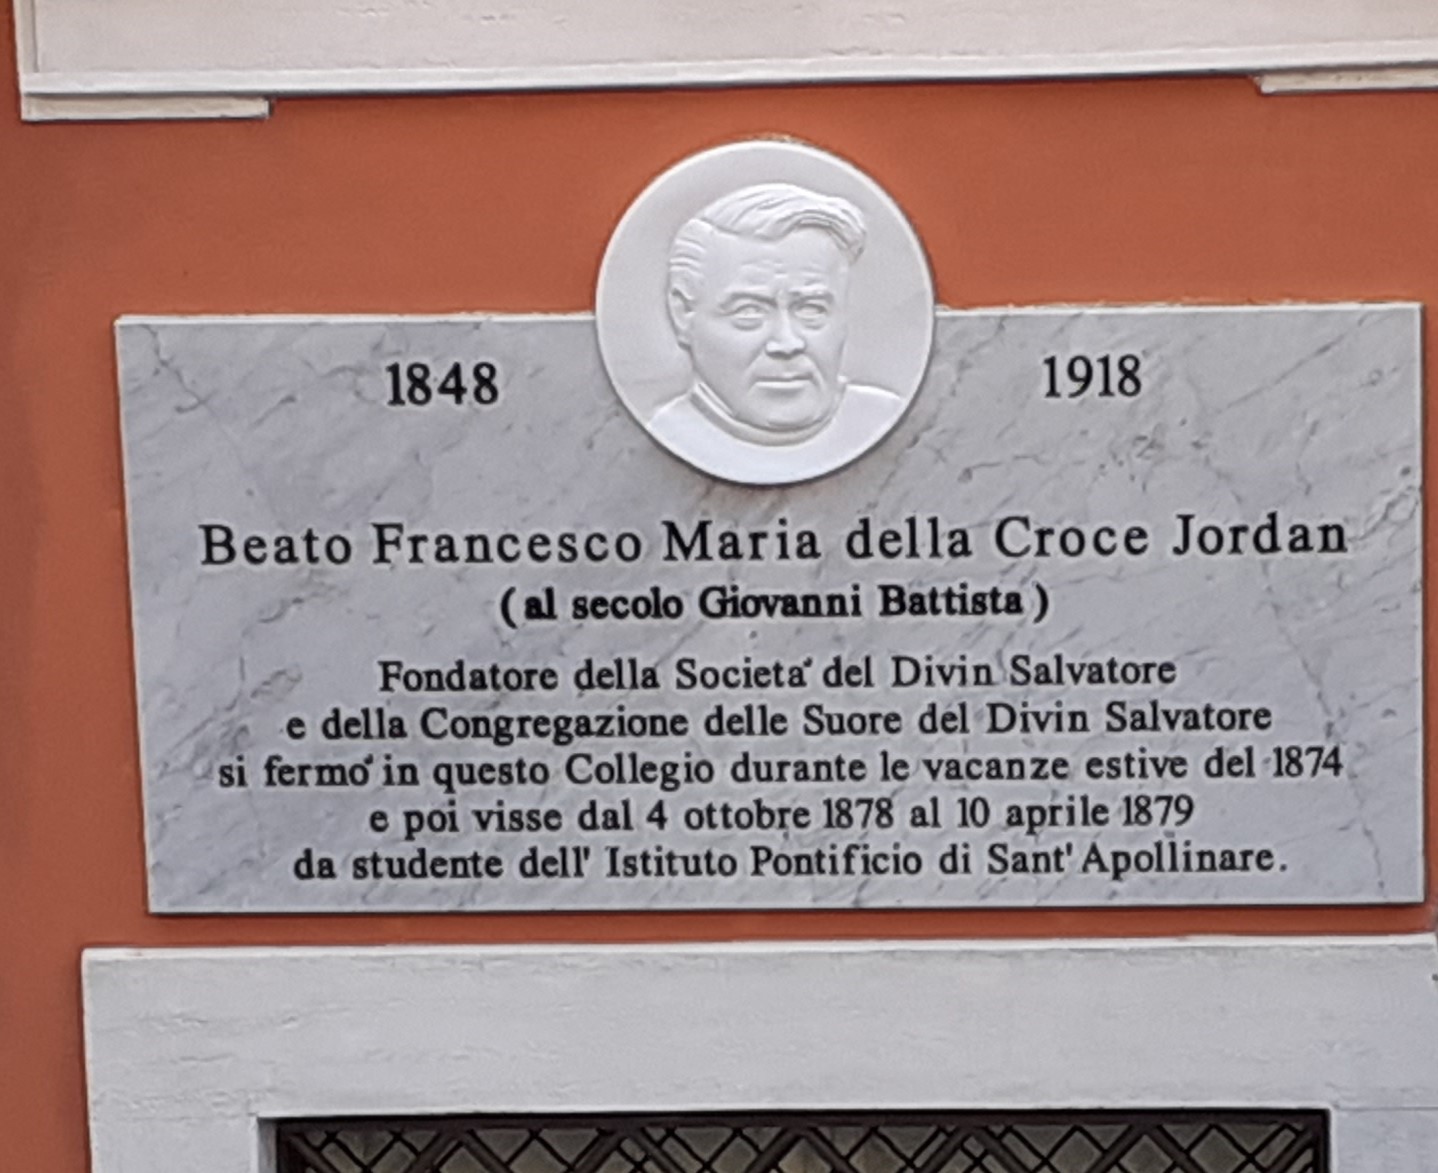 1848 1918
Beato Francesco Maria della Croce Jordan
(al secolo Giovanni Battista)
Fondatore della Societa' del Divin Salvatore
e della Congregazione delle Suore del Divin Salvatore
si fermo' in questo Collegio durante le vacanze estive del 1874
e poi visse dal 4 ottobre 1878 al 10 aprile 1879
da studente dell' Istituto Pontificio di Sant' Apollinare.